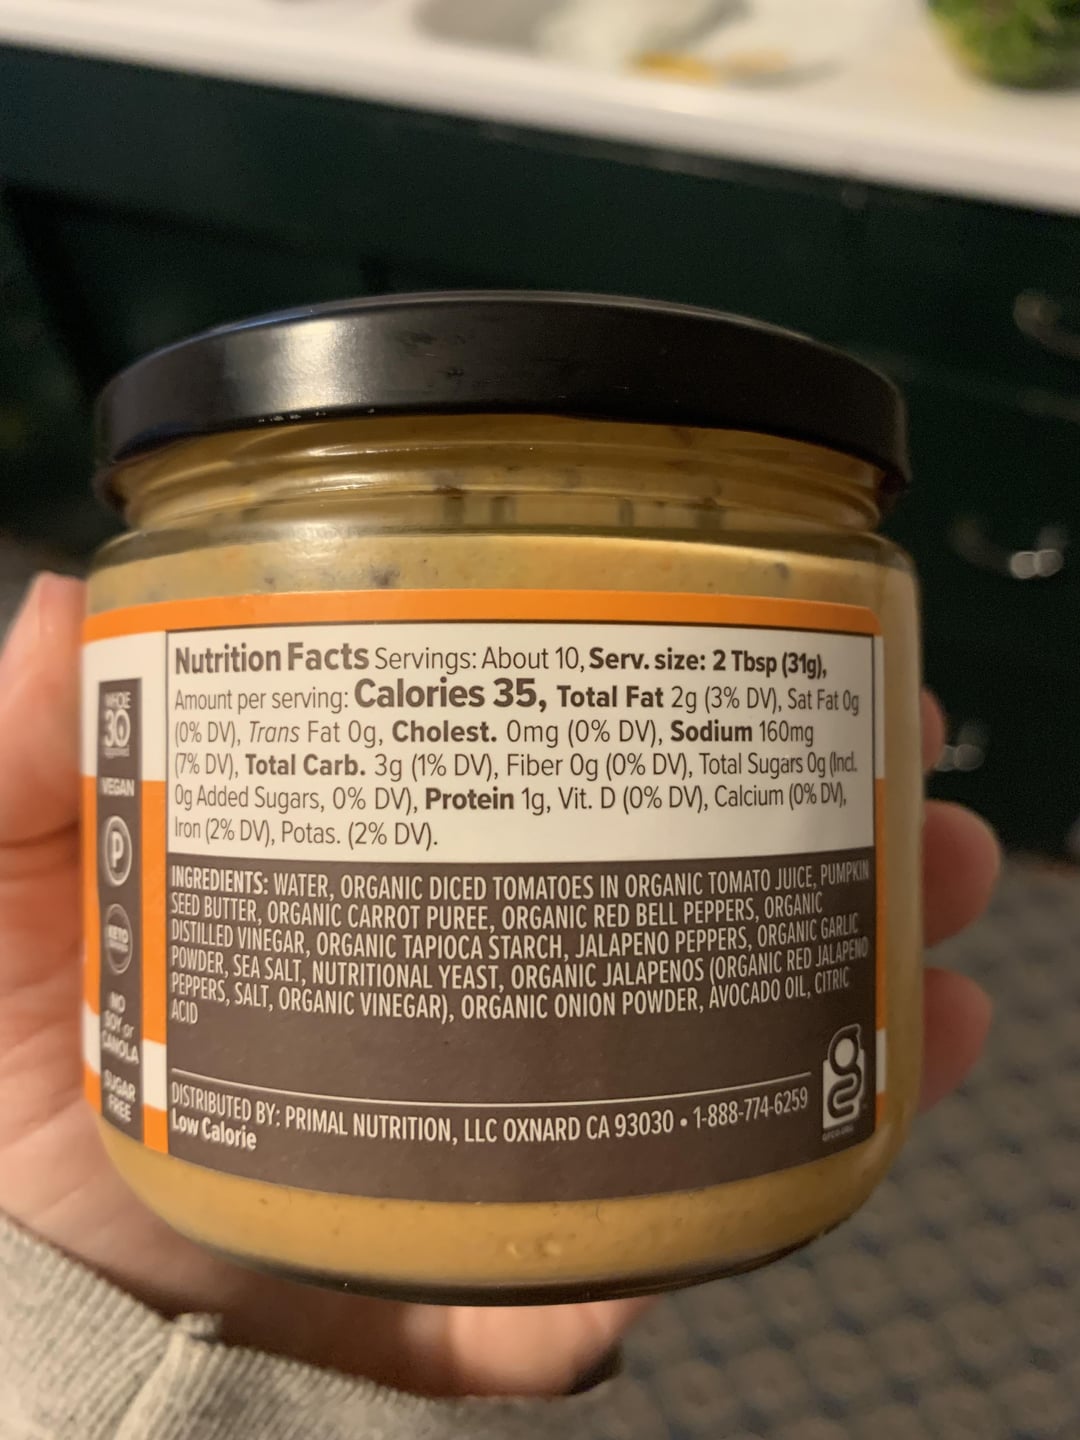 Nutrition Facts Servings: About 10, Serv. size: 2 Tbsp (31g),
Amount per serving: Calories 35, Total Fat 2g (3% DV), Sat Fat 0g
(0% DV), Trans Fat 0g, Cholest. 0mg (0% DV), Sodium 160mg
(7% DV), Total Carb. 3g (1% DV), Fiber 0g (0% DV), Total Sugars 0g (Incl.
0g Added Sugars, 0% DV), Protein 1g, Vit. D (0% DV), Calcium (0% DV),
Iron (2% DV), Potas. (2% DV).
INGREDIENTS: WATER, ORGANIC DICED TOMATOES IN ORGANIC TOMATO JUICE, PUMPKIN
SEED BUTTER, ORGANIC CARROT PUREE, ORGANIC RED BELL PEPPERS, ORGANIC
DISTILLED VINEGAR, ORGANIC TAPIOCA STARCH, JALAPENO PEPPERS, ORGANIC GARLIC
POWDER, SEA SALT, NUTRITIONAL YEAST, ORGANIC JALAPENOS (ORGANIC RED JALAPENO
PEPPERS, SALT, ORGANIC VINEGAR), ORGANIC ONION POWDER, AVOCADO OIL, CITRIC
ACID
DISTRIBUTED BY: PRIMAL NUTRITION, LLC OXNARD CA 93030 • 1-888-774-6259
Low Calorie
WHOLE
30
VEGAN
P
KETO
NO
SOY or
CANOLA
SUGAR
FREE